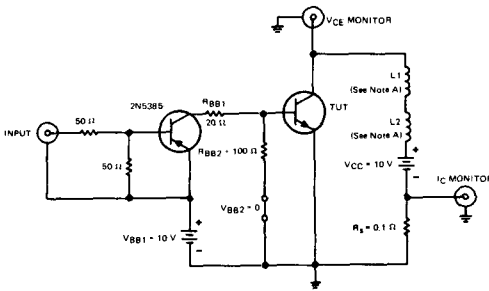 VCE MONITOR
L1
(See Note A)
2N5385
RBB1
20 Ω
TUT
50 Ω
INPUT
L2
(See Note A)
50 Ω
RBB2 = 100 Ω
VCC = 10 V
+
-
IC MONITOR
VBB2 = 0
+
VBB1 = 10 V
-
Rs = 0.1 Ω